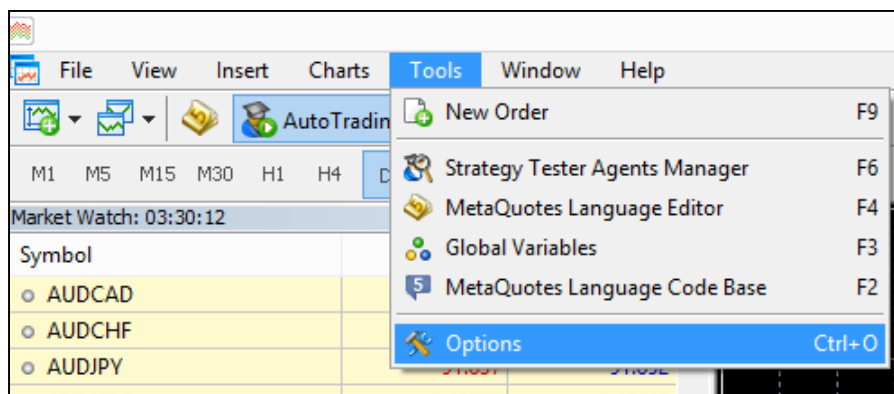 File View Insert Charts Tools Window Help
AutoTradin
New Order F9
M1 M5 M15 M30 H1 H4 D
Strategy Tester Agents Manager F6
MetaQuotes Language Editor F4
Market Watch: 03:30:12
Global Variables F3
Symbol
MetaQuotes Language Code Base F2
AUDCAD
AUDCHF
Options Ctrl+O
AUDJPY